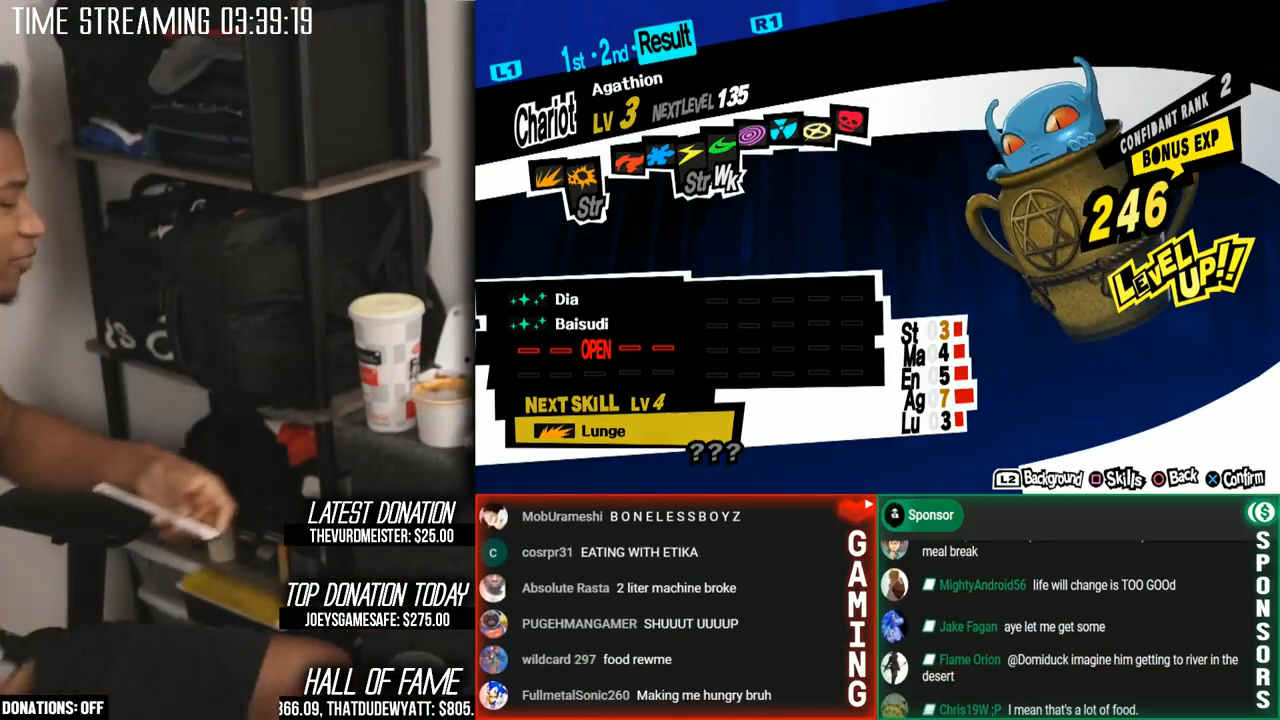 TIME STREAMING 03:39:19
L1
1st · 2nd · Result
R1
Chariot
Agathion
LV 3 NEXT LEVEL 135
Str
Str Wk
CONFIDANT RANK 2
BONUS EXP
246
LEVEL UP!!
Dia
Baisudi
OPEN
NEXT SKILL LV 4
Lunge
???
St 03
Ma 04
En 05
Ag 07
Lu 03
L2 Background Skills Back Confirm
LATEST DONATION
THEVURDMEISTER: $25.00
TOP DONATION TODAY
JOEYSGAMESAFE: $275.00
HALL OF FAME
366.09, THATDUDEWYATT: $805.
DONATIONS: OFF
MobUrameshi B O N E L E S S B O Y Z
cosrpr31 EATING WITH ETIKA
Absolute Rasta 2 liter machine broke
PUGEHMANGAMER SHUUUT UUUUP
wildcard 297 food rewme
FullmetalSonic260 Making me hungry bruh
GAMING
Sponsor
meal break
MightyAndroid56 life will change is TOO GOOd
Jake Fagan aye let me get some
Flame Orion @Domiduck imagine him getting to river in the
desert
Chris19W ;P I mean that's a lot of food.
SPONSORS